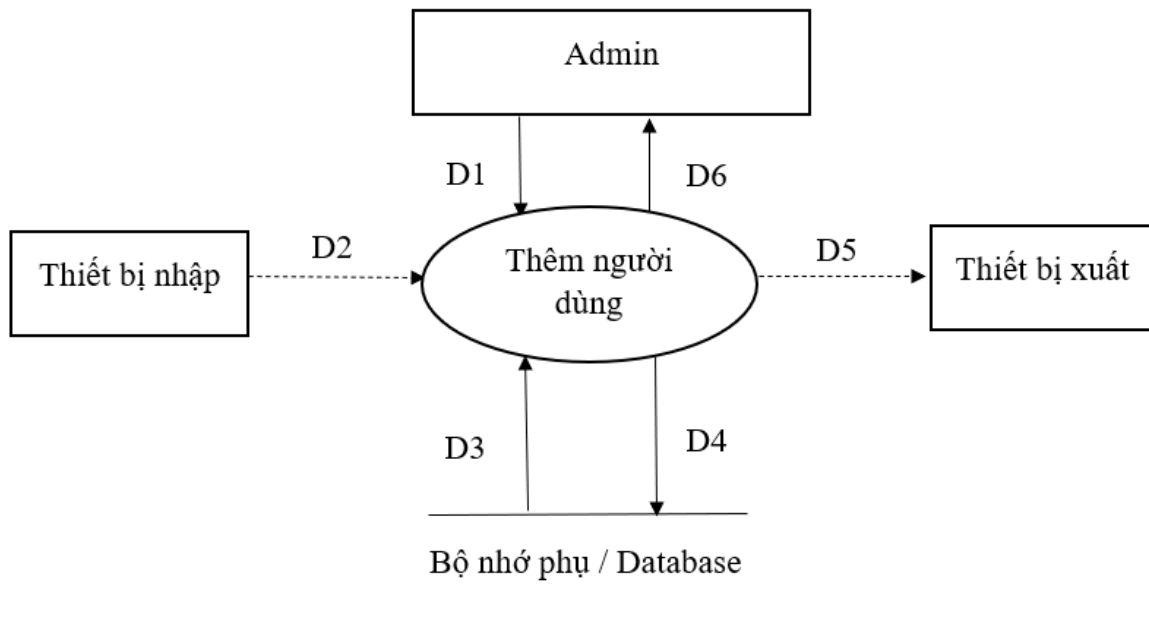 Admin
D1
D6
Thiết bị nhập
D2
Thêm người
dùng
D5
Thiết bị xuất
D3
D4
Bộ nhớ phụ / Database